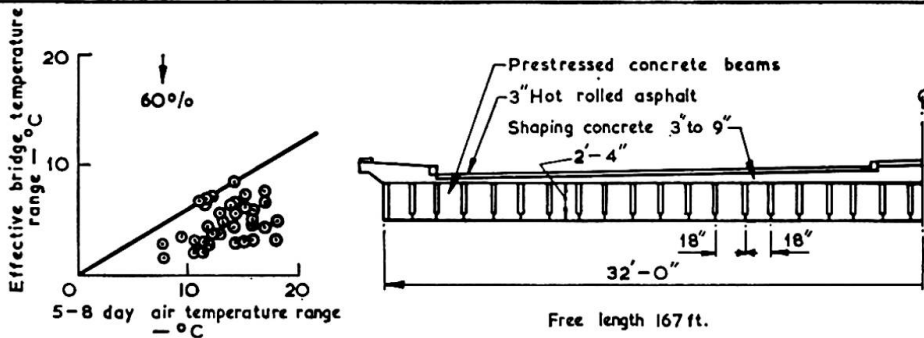 Effective bridge temperature
range — °C
20
10
0
60%
10
20
5-8 day air temperature range
— °C
Prestressed concrete beams
3" Hot rolled asphalt
Shaping concrete 3" to 9"
2'-4"
18"
18"
32'-0"
Free length 167 ft.